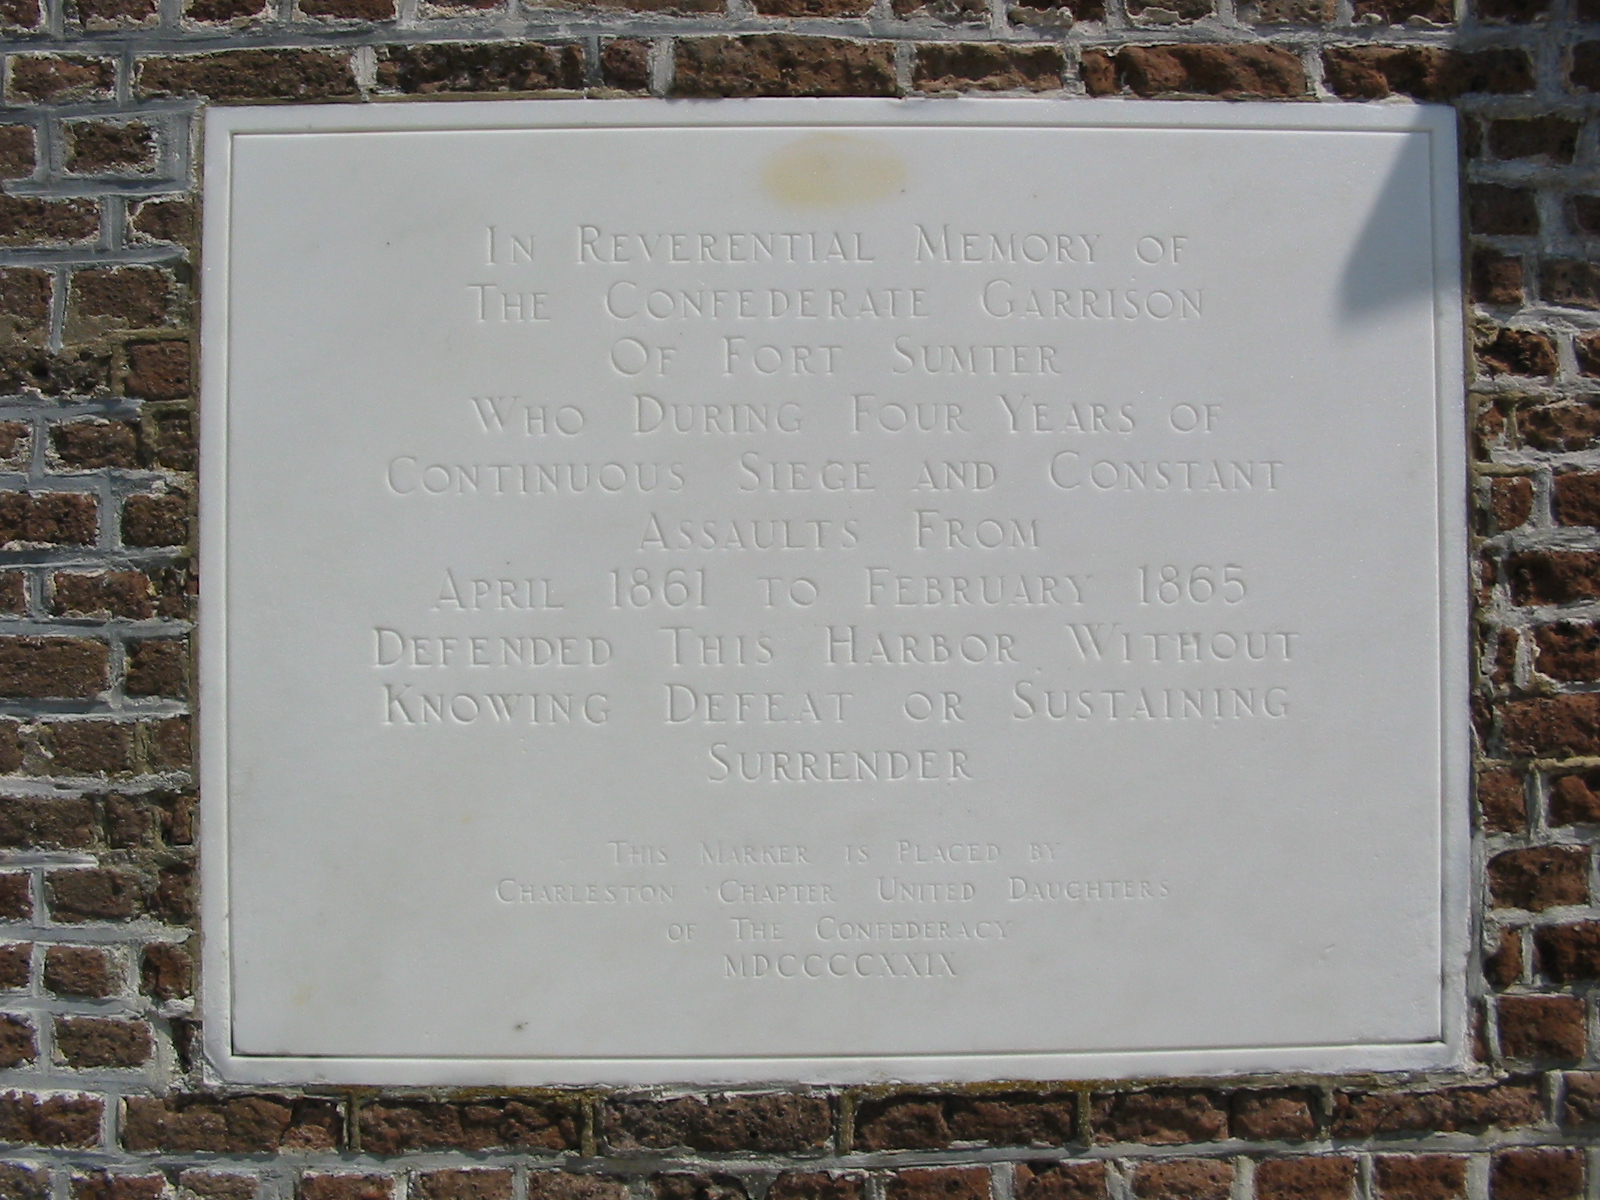 In Reverential Memory of
The Confederate Garrison
Of Fort Sumter
Who During Four Years of
Continuous Siege and Constant
Assaults From
April 1861 to February 1865
Defended This Harbor Without
Knowing Defeat or Sustaining
Surrender
This Marker is Placed by
Charleston Chapter United Daughters
of The Confederacy
MDCCCCXXIX